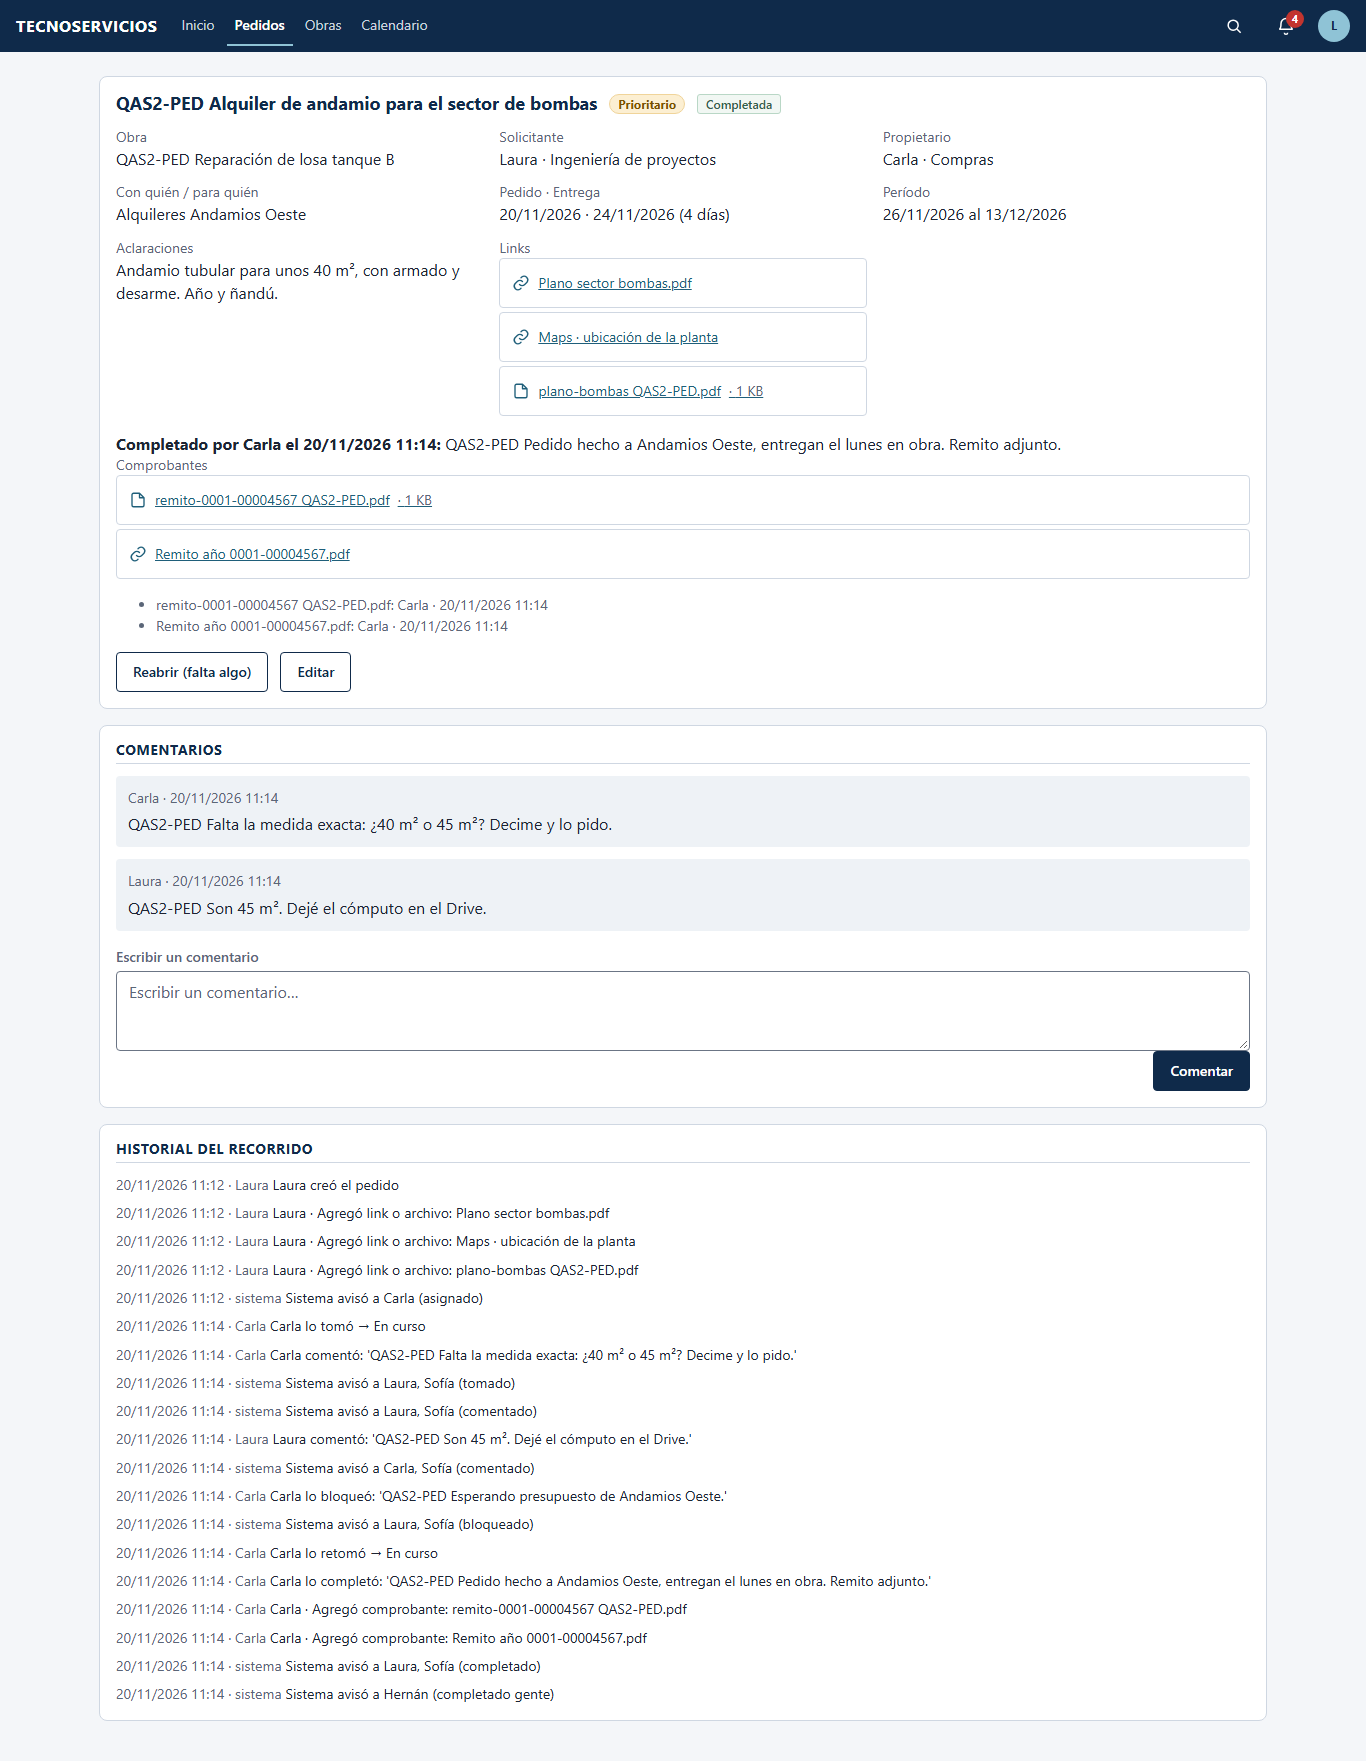 TECNOSERVICIOS Inicio Pedidos Obras Calendario 4 L
QAS2-PED Alquiler de andamio para el sector de bombas Prioritario Completada
Obra
QAS2-PED Reparación de losa tanque B
Solicitante
Laura · Ingeniería de proyectos
Propietario
Carla · Compras
Con quién / para quién
Alquileres Andamios Oeste
Pedido · Entrega
20/11/2026 · 24/11/2026 (4 días)
Período
26/11/2026 al 13/12/2026
Aclaraciones
Andamio tubular para unos 40 m², con armado y
desarme. Año y ñandú.
Links
Plano sector bombas.pdf
Maps · ubicación de la planta
plano-bombas QAS2-PED.pdf · 1 KB
Completado por Carla el 20/11/2026 11:14: QAS2-PED Pedido hecho a Andamios Oeste, entregan el lunes en obra. Remito adjunto.
Comprobantes
remito-0001-00004567 QAS2-PED.pdf · 1 KB
Remito año 0001-00004567.pdf
• remito-0001-00004567 QAS2-PED.pdf: Carla · 20/11/2026 11:14
• Remito año 0001-00004567.pdf: Carla · 20/11/2026 11:14
Reabrir (falta algo) Editar
COMENTARIOS
Carla · 20/11/2026 11:14
QAS2-PED Falta la medida exacta: ¿40 m² o 45 m²? Decime y lo pido.
Laura · 20/11/2026 11:14
QAS2-PED Son 45 m². Dejé el cómputo en el Drive.
Escribir un comentario
Escribir un comentario...
Comentar
HISTORIAL DEL RECORRIDO
20/11/2026 11:12 · Laura Laura creó el pedido
20/11/2026 11:12 · Laura Laura · Agregó link o archivo: Plano sector bombas.pdf
20/11/2026 11:12 · Laura Laura · Agregó link o archivo: Maps · ubicación de la planta
20/11/2026 11:12 · Laura Laura · Agregó link o archivo: plano-bombas QAS2-PED.pdf
20/11/2026 11:12 · sistema Sistema avisó a Carla (asignado)
20/11/2026 11:14 · Carla Carla lo tomó → En curso
20/11/2026 11:14 · Carla Carla comentó: 'QAS2-PED Falta la medida exacta: ¿40 m² o 45 m²? Decime y lo pido.'
20/11/2026 11:14 · sistema Sistema avisó a Laura, Sofía (tomado)
20/11/2026 11:14 · sistema Sistema avisó a Laura, Sofía (comentado)
20/11/2026 11:14 · Laura Laura comentó: 'QAS2-PED Son 45 m². Dejé el cómputo en el Drive.'
20/11/2026 11:14 · sistema Sistema avisó a Carla, Sofía (comentado)
20/11/2026 11:14 · Carla Carla lo bloqueó: 'QAS2-PED Esperando presupuesto de Andamios Oeste.'
20/11/2026 11:14 · sistema Sistema avisó a Laura, Sofía (bloqueado)
20/11/2026 11:14 · Carla Carla lo retomó → En curso
20/11/2026 11:14 · Carla Carla lo completó: 'QAS2-PED Pedido hecho a Andamios Oeste, entregan el lunes en obra. Remito adjunto.'
20/11/2026 11:14 · Carla Carla · Agregó comprobante: remito-0001-00004567 QAS2-PED.pdf
20/11/2026 11:14 · Carla Carla · Agregó comprobante: Remito año 0001-00004567.pdf
20/11/2026 11:14 · sistema Sistema avisó a Laura, Sofía (completado)
20/11/2026 11:14 · sistema Sistema avisó a Hernán (completado gente)